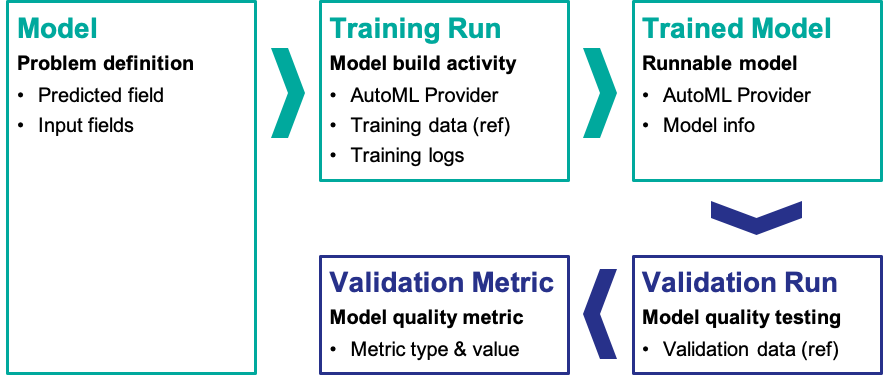 Model
Problem definition
• Predicted field
• Input fields
Training Run
Model build activity
• AutoML Provider
• Training data (ref)
• Training logs
Trained Model
Runnable model
• AutoML Provider
• Model info
Validation Metric
Model quality metric
• Metric type & value
Validation Run
Model quality testing
• Validation data (ref)